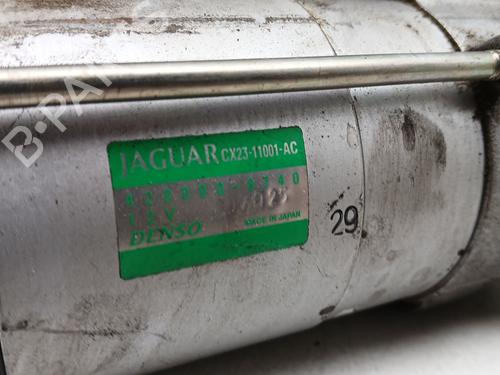 B-PARTS
JAGUAR CX23-11001-AC
12V
DENSO MADE IN JAPAN
29